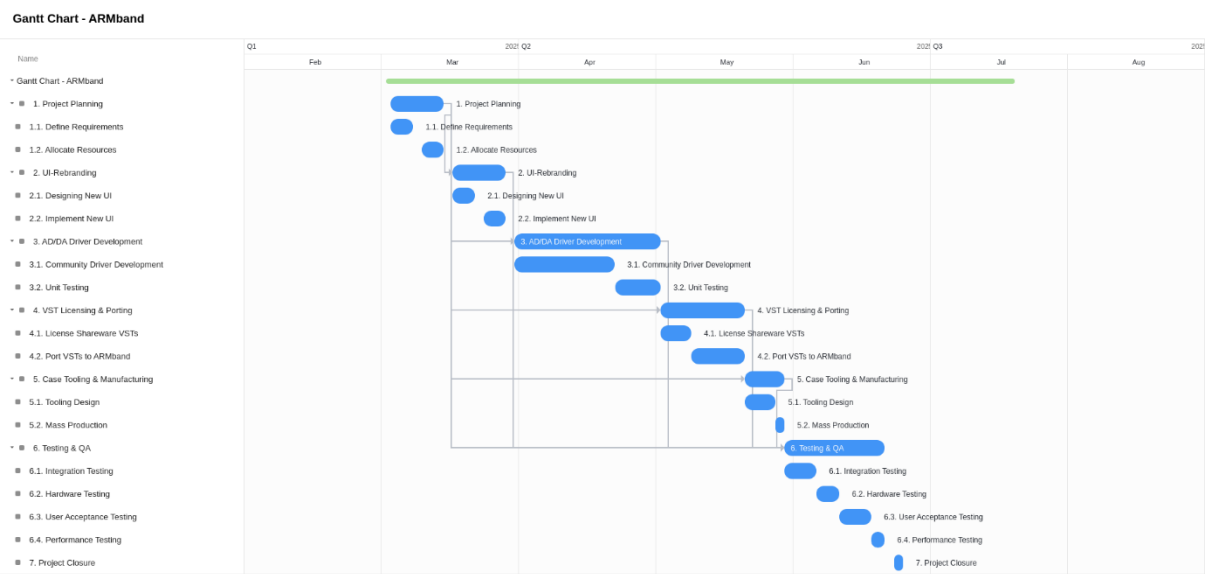 Gantt Chart - ARMband
Q1
Q2
Q3
Name
Feb
Mar
Apr
May
Jun
Jul
Aug
Gantt Chart - ARMband
1. Project Planning
1. Project Planning
1.1. Define Requirements
1.1. Define Requirements
1.2. Allocate Resources
1.2. Allocate Resources
2. UI-Rebranding
2. UI-Rebranding
2.1. Designing New UI
2.1. Designing New UI
2.2. Implement New UI
2.2. Implement New UI
3. AD/DA Driver Development
3. AD/DA Driver Development
3.1. Community Driver Development
3.1. Community Driver Development
3.2. Unit Testing
3.2. Unit Testing
4. VST Licensing & Porting
4. VST Licensing & Porting
4.1. License Shareware VSTs
4.1. License Shareware VSTs
4.2. Port VSTs to ARMband
4.2. Port VSTs to ARMband
5. Case Tooling & Manufacturing
5. Case Tooling & Manufacturing
5.1. Tooling Design
5.1. Tooling Design
5.2. Mass Production
5.2. Mass Production
6. Testing & QA
6. Testing & QA
6.1. Integration Testing
6.1. Integration Testing
6.2. Hardware Testing
6.2. Hardware Testing
6.3. User Acceptance Testing
6.3. User Acceptance Testing
6.4. Performance Testing
6.4. Performance Testing
7. Project Closure
7. Project Closure